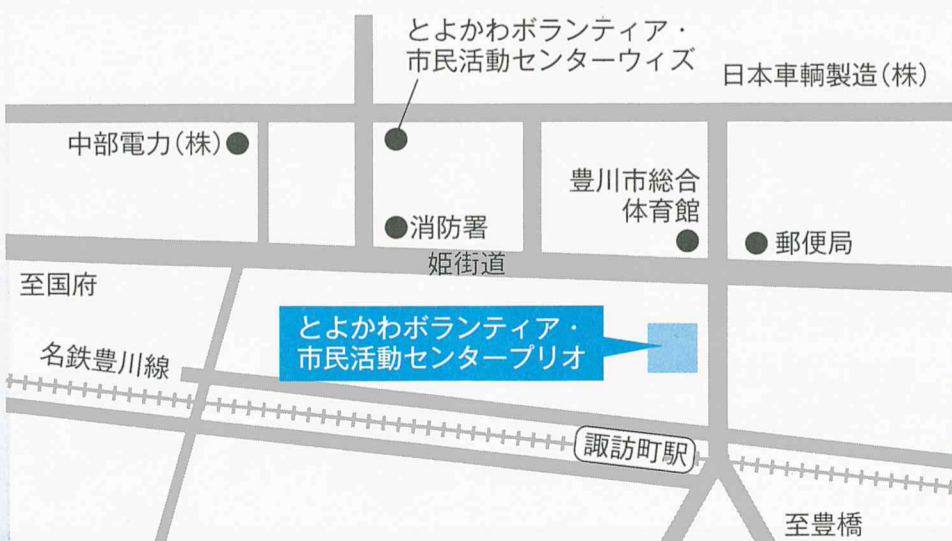 とよかわボランティア・
市民活動センターウィズ
日本車輌製造(株)
中部電力(株)
豊川市総合
体育館
消防署
郵便局
姫街道
至国府
とよかわボランティア・
市民活動センタープリオ
名鉄豊川線
諏訪町駅
至豊橋